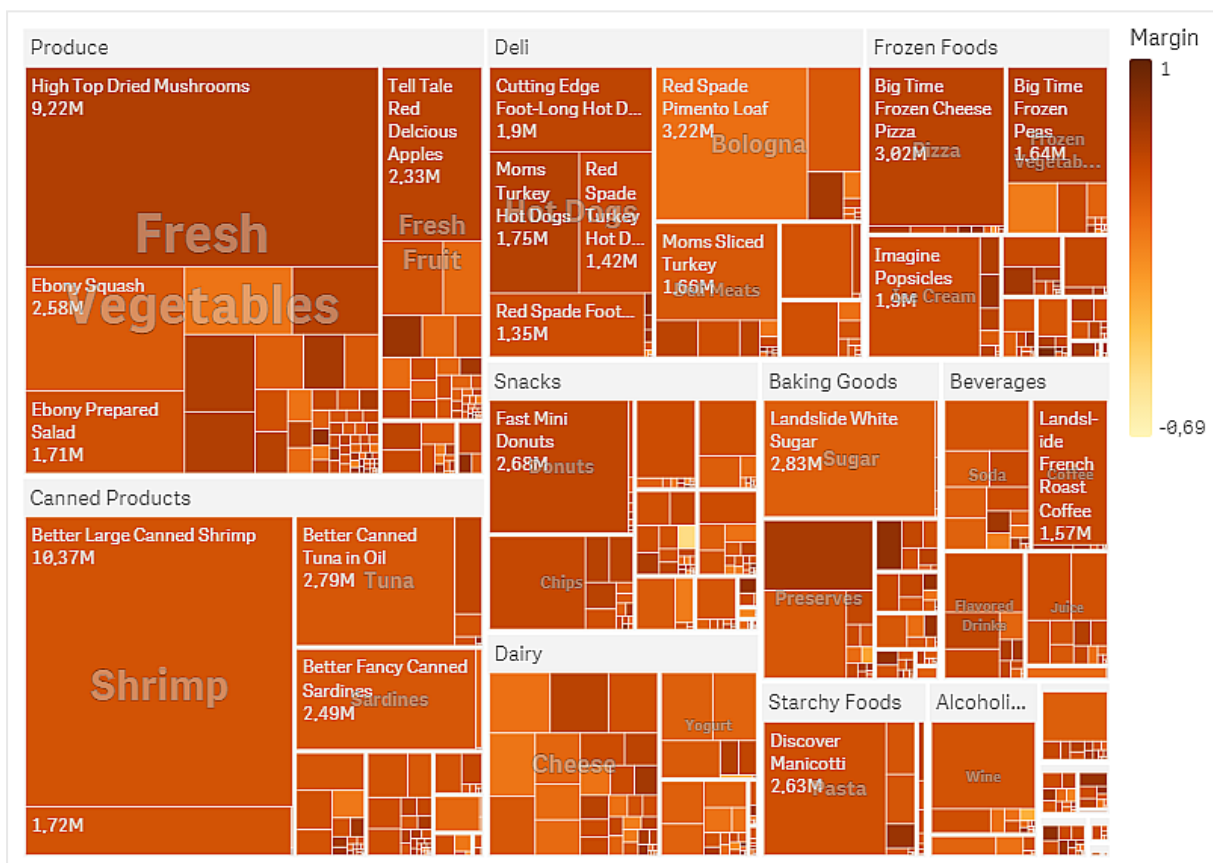 Produce
High Top Dried Mushrooms
9,22M
Fresh
Vegetables
Ebony Squash
2,58M
Ebony Prepared
Salad
1,71M
Tell Tale
Red
Delcious
Apples
2,33M
Fresh
Fruit
Canned Products
Better Large Canned Shrimp
10,37M
Shrimp
1,72M
Better Canned
Tuna in Oil
2,79M
Tuna
Better Fancy Canned
Sardines
2,49M
Sardines
Deli
Cutting Edge
Foot-Long Hot D...
1,9M
Moms
Turkey
Hot Dogs
1,75M
Red
Spade
Turkey
Hot D...
1,42M
Hot Dogs
Red Spade Foot...
1,35M
Red Spade
Pimento Loaf
3,22M
Bologna
Moms Sliced
Turkey
1,66M
Deli Meats
Frozen Foods
Big Time
Frozen Cheese
Pizza
3,02M
Pizza
Big Time
Frozen
Peas
1,64M
Frozen
Vegetab...
Imagine
Popsicles
1,9M
Ice Cream
Snacks
Fast Mini
Donuts
2,68M
Donuts
Chips
Baking Goods
Landslide White
Sugar
2,83M
Sugar
Preserves
Beverages
Soda
Landsl-
ide
French
Roast
Coffee
1,57M
Coffee
Flavored
Drinks
Juice
Dairy
Cheese
Yogurt
Starchy Foods
Discover
Manicotti
2,63M
Pasta
Alcoholi...
Wine
Margin
1
-0,69